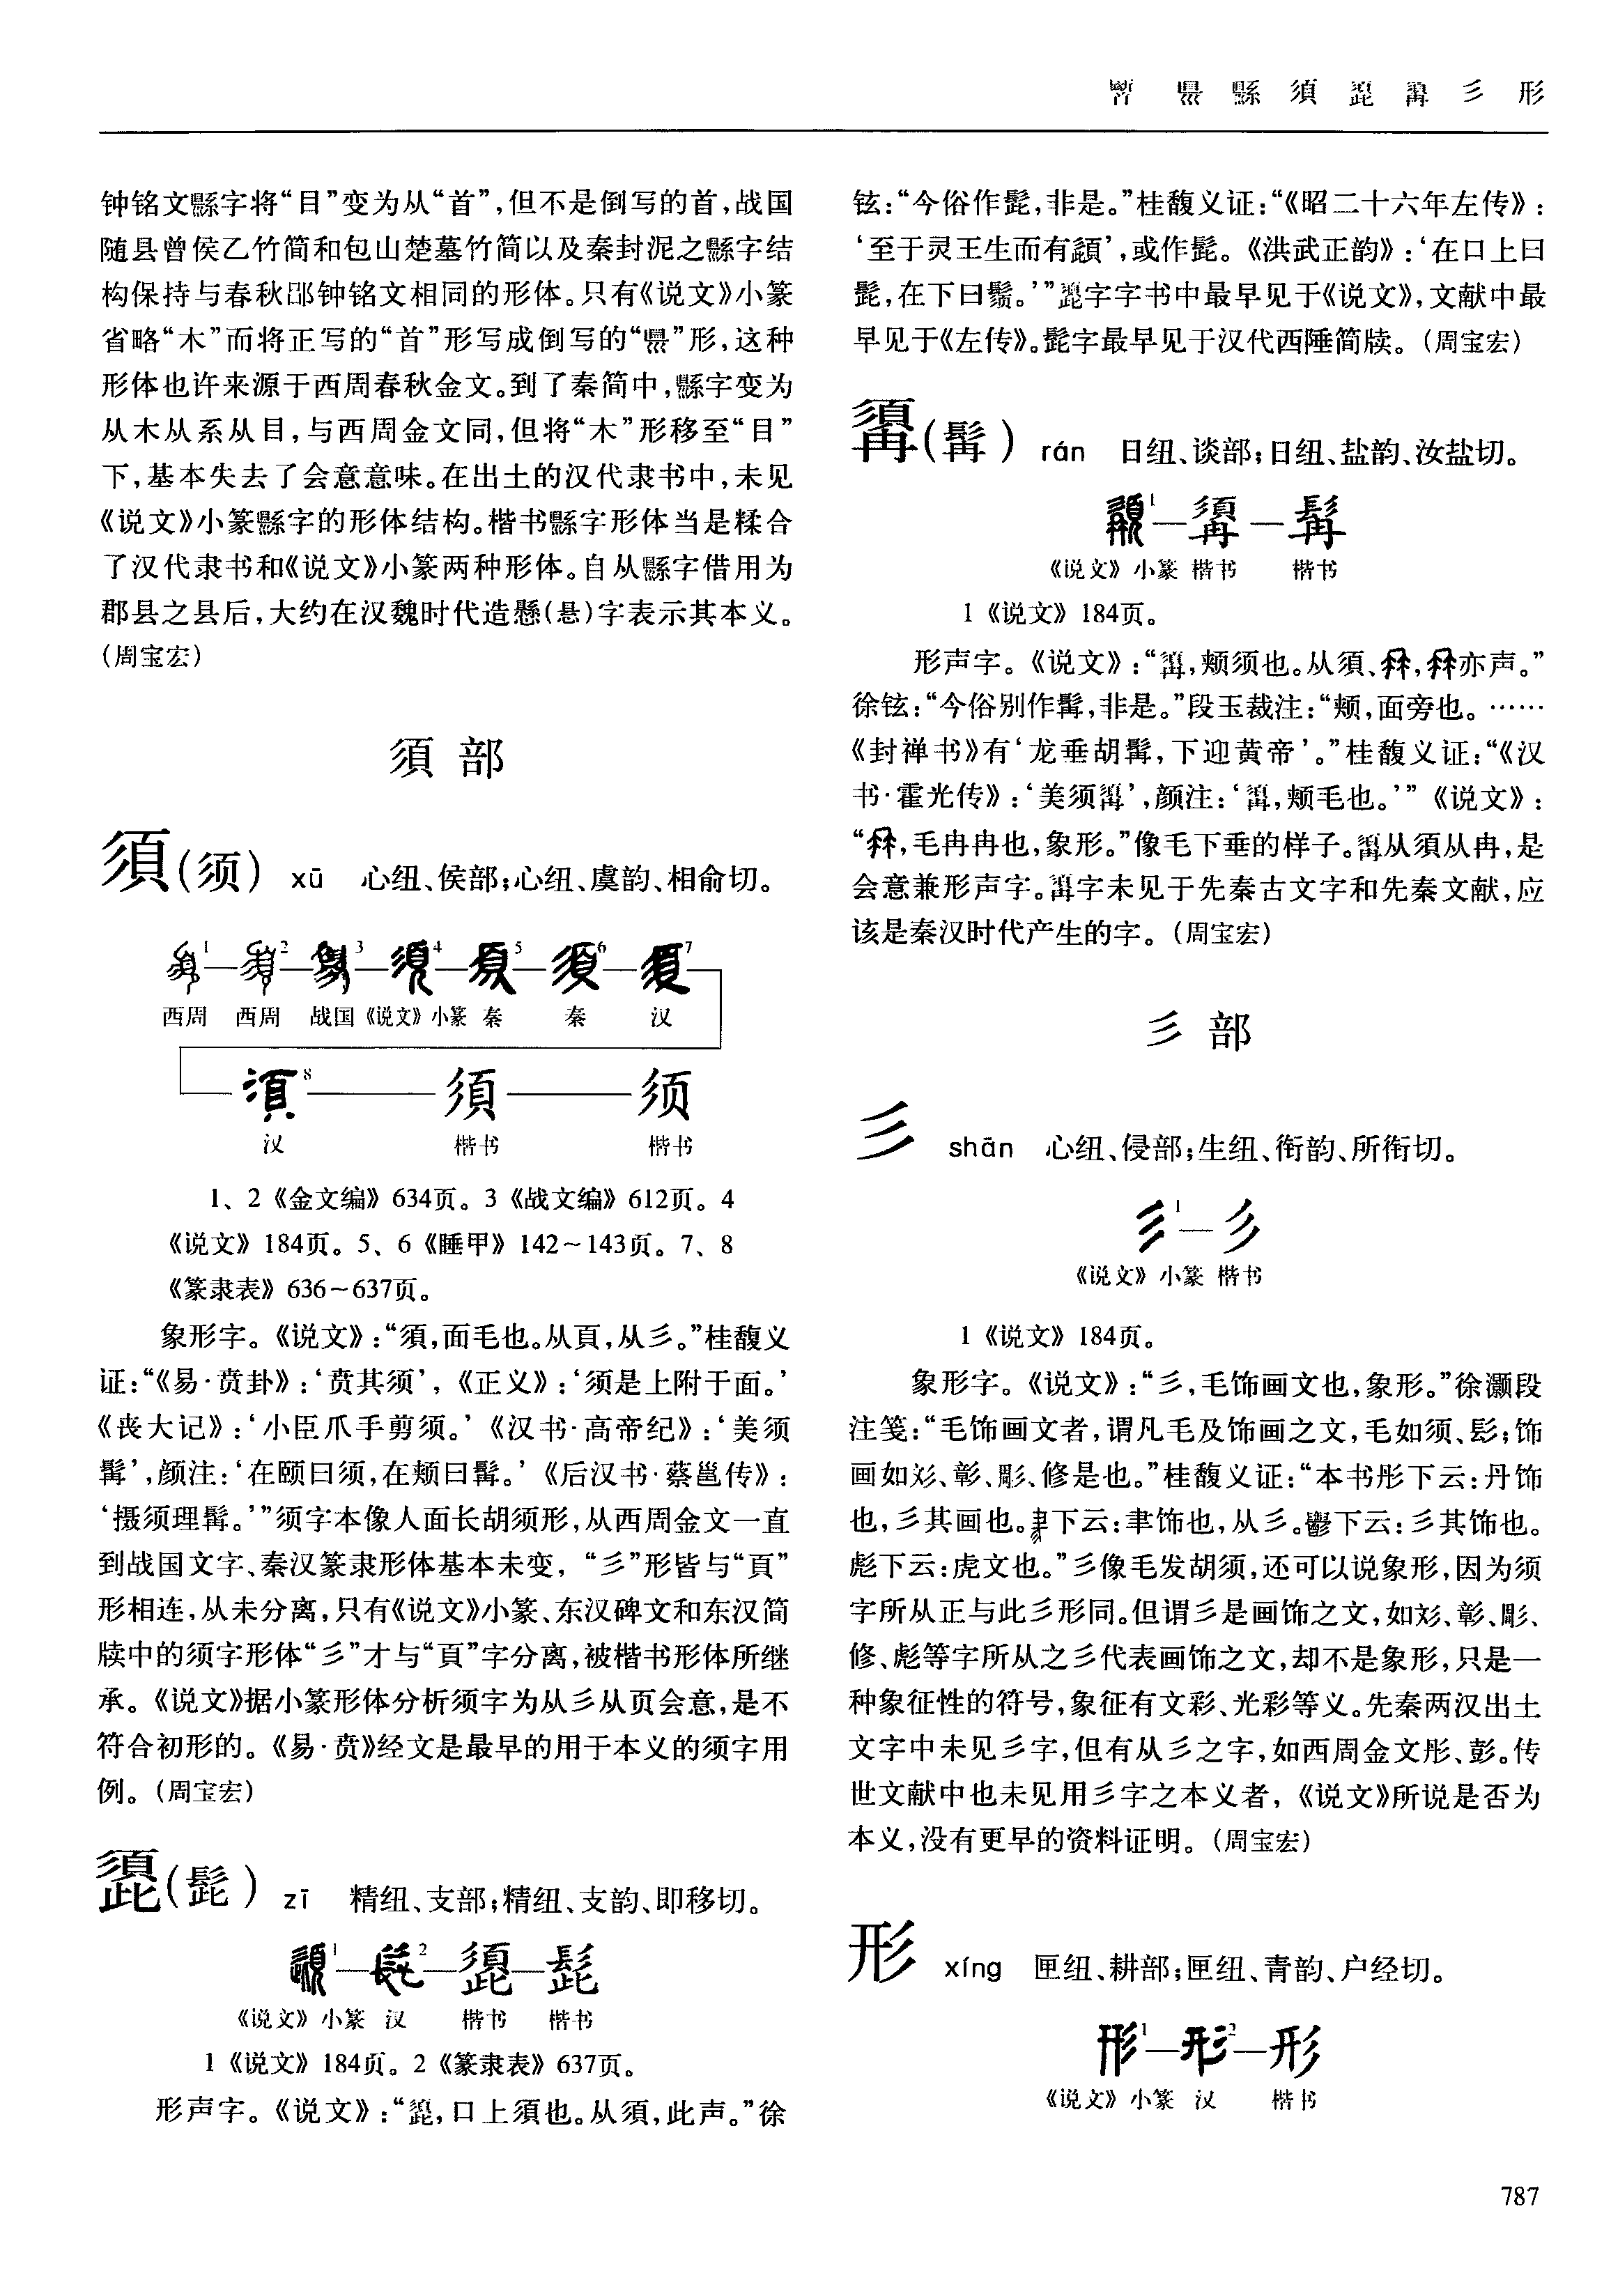 縣須頾䫇彡形
钟铭文縣字将“目”变为从“首”,但不是倒写的首,战国
随县曾侯乙竹简和包山楚墓竹简以及秦封泥之縣字结
构保持与春秋邵钟铭文相同的形体。只有《说文》小篆
省略“木”而将正写的“首”形写成倒写的“𥄉”形,这种
形体也许来源于西周春秋金文。到了秦简中,縣字变为
从木从系从目,与西周金文同,但将“木”形移至“目”
下,基本失去了会意意味。在出土的汉代隶书中,未见
《说文》小篆縣字的形体结构。楷书縣字形体当是糅合
了汉代隶书和《说文》小篆两种形体。自从縣字借用为
郡县之县后,大约在汉魏时代造懸(悬)字表示其本义。
(周宝宏)
須部
須(须) xū 心纽、侯部;心纽、虞韵、相俞切。
西周 西周 战国《说文》小篆 秦 秦 汉
須 须
汉 楷书 楷书
1、2《金文编》634页。3《战文编》612页。4
《说文》184页。5、6《睡甲》142~143页。7、8
《篆隶表》636~637页。
象形字。《说文》:“須,面毛也。从頁,从彡。”桂馥义
证:“《易·贲卦》:‘贲其须’,《正义》:‘须是上附于面。’
《丧大记》:‘小臣爪手剪须。’《汉书·高帝纪》:‘美须
髯’,颜注:‘在颐曰须,在颊曰髯。’《后汉书·蔡邕传》:
‘摄须理髯。’”须字本像人面长胡须形,从西周金文一直
到战国文字、秦汉篆隶形体基本未变,“彡”形皆与“頁”
形相连,从未分离,只有《说文》小篆、东汉碑文和东汉简
牍中的须字形体“彡”才与“頁”字分离,被楷书形体所继
承。《说文》据小篆形体分析须字为从彡从页会意,是不
符合初形的。《易·贲》经文是最早的用于本义的须字用
例。(周宝宏)
頾(髭) zī 精纽、支部;精纽、支韵、即移切。
頾 髭
《说文》小篆 汉 楷书 楷书
1《说文》184页。2《篆隶表》637页。
形声字。《说文》:“頾,口上須也。从須,此声。”徐
铉:“今俗作髭,非是。”桂馥义证:“《昭二十六年左传》:
‘至于灵王生而有頾’,或作髭。《洪武正韵》:‘在口上曰
髭,在下曰鬚。’”頾字字书中最早见于《说文》,文献中最
早见于《左传》。髭字最早见于汉代西陲简牍。(周宝宏)
䫇(髯) rán 日纽、谈部;日纽、盐韵、汝盐切。
䫇 髯
《说文》小篆 楷书 楷书
1《说文》184页。
形声字。《说文》:“䫇,颊须也。从須、冄,冄亦声。”
徐铉:“今俗别作髯,非是。”段玉裁注:“颊,面旁也。……
《封禅书》有‘龙垂胡髯,下迎黄帝’。”桂馥义证:“《汉
书·霍光传》:‘美须䫇’,颜注:‘䫇,颊毛也。’”《说文》:
“冄,毛冉冉也,象形。”像毛下垂的样子。䫇从須从冉,是
会意兼形声字。䫇字未见于先秦古文字和先秦文献,应
该是秦汉时代产生的字。(周宝宏)
彡部
彡 shān 心纽、侵部;生纽、衔韵、所衔切。
彡
《说文》小篆 楷书
1《说文》184页。
象形字。《说文》:“彡,毛饰画文也,象形。”徐灏段
注笺:“毛饰画文者,谓凡毛及饰画之文,毛如须、髟;饰
画如彣、彰、彫、修是也。”桂馥义证:“本书彤下云:丹饰
也,彡其画也。下云:聿饰也,从彡。鬱下云:彡其饰也。
彪下云:虎文也。”彡像毛发胡须,还可以说象形,因为须
字所从正与此彡形同。但谓彡是画饰之文,如彣、彰、彫、
修、彪等字所从之彡代表画饰之文,却不是象形,只是一
种象征性的符号,象征有文彩、光彩等义。先秦两汉出土
文字中未见彡字,但有从彡之字,如西周金文彤、彭。传
世文献中也未见用彡字之本义者,《说文》所说是否为
本义,没有更早的资料证明。(周宝宏)
形 xíng 匣纽、耕部;匣纽、青韵、户经切。
形
《说文》小篆 汉 楷书
787